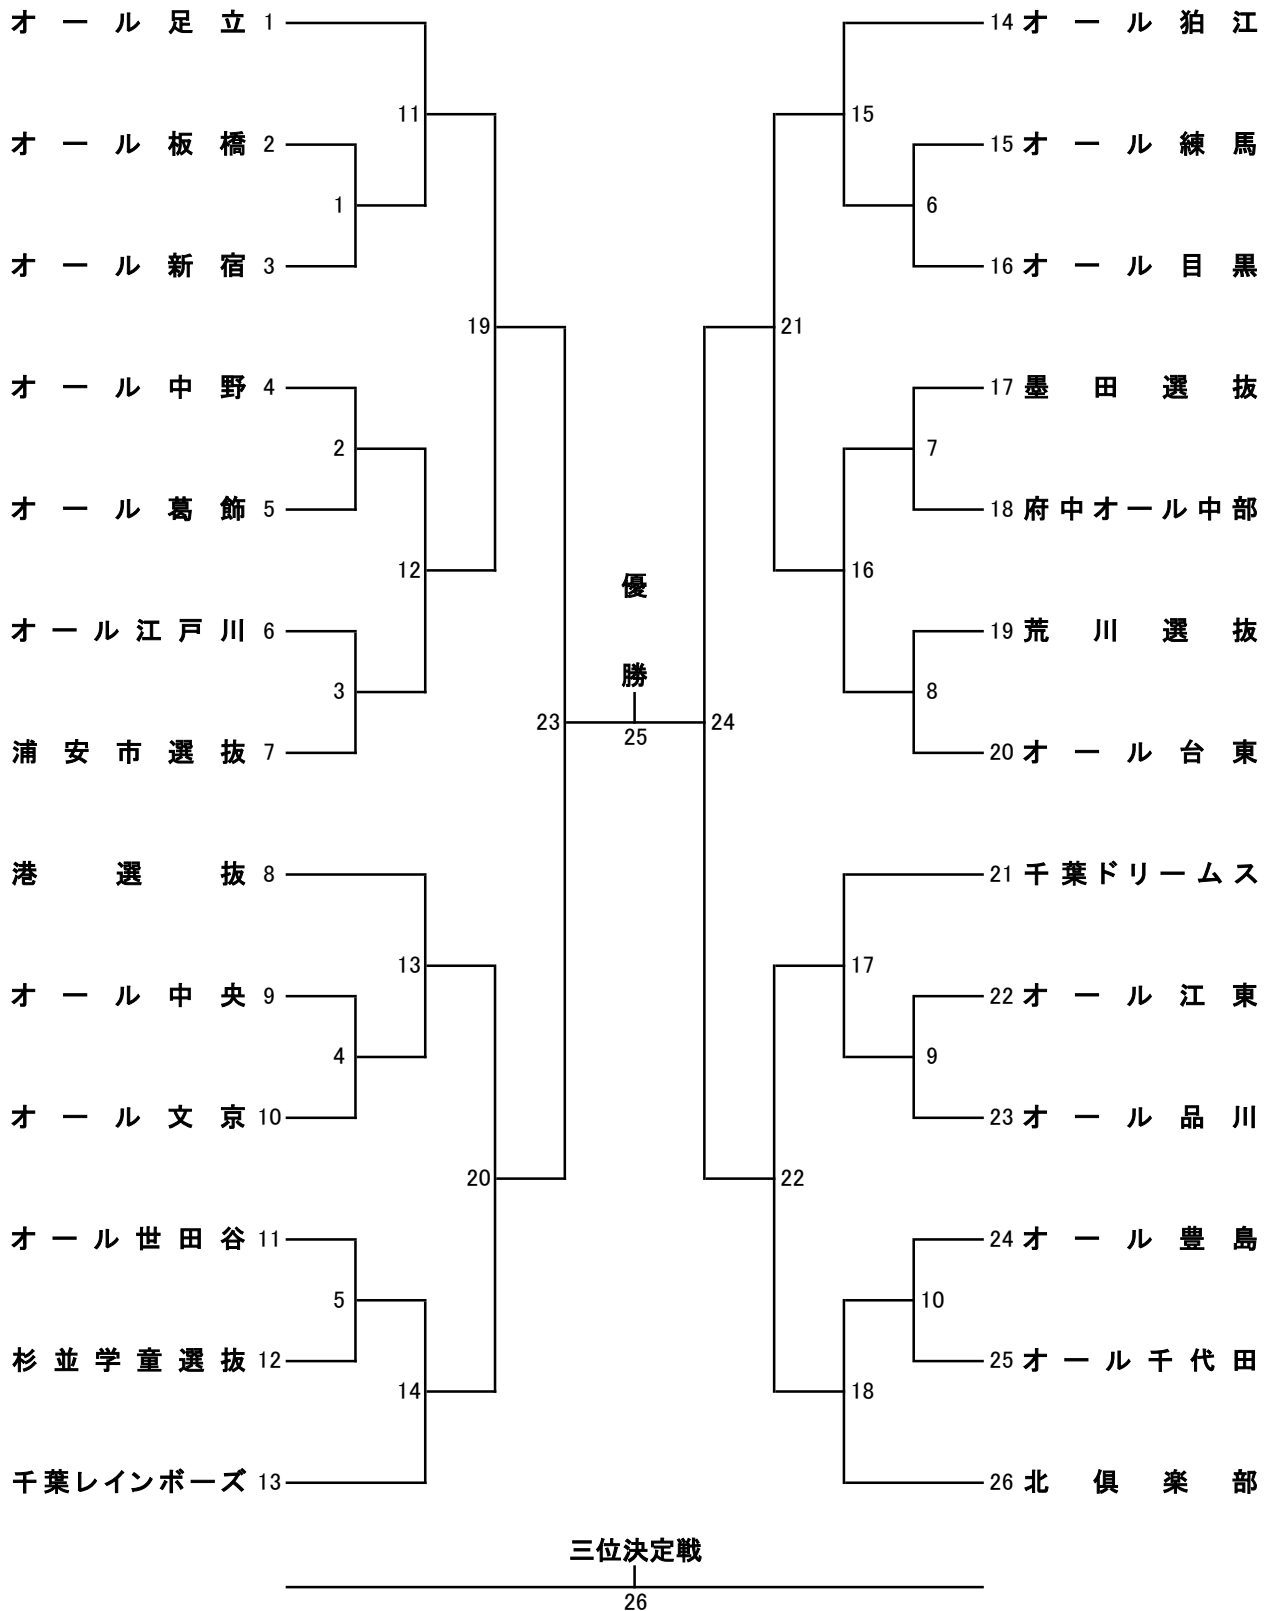 オール足立 1
11
オール板橋 2
1
オール新宿 3
19
オール中野 4
2
オール葛飾 5
12
オール江戸川 6
3
浦安市選抜 7
23
港選抜 8
13
オール中央 9
4
オール文京 10
20
オール世田谷 11
5
杉並学童選抜 12
14
千葉レインボーズ 13
優勝
25
14 オール狛江
15
15 オール練馬
6
16 オール目黒
21
17 墨田選抜
7
18 府中オール中部
16
19 荒川選抜
8
20 オール台東
24
21 千葉ドリームス
17
22 オール江東
9
23 オール品川
22
24 オール豊島
10
25 オール千代田
18
26 北倶楽部
三位決定戦
26